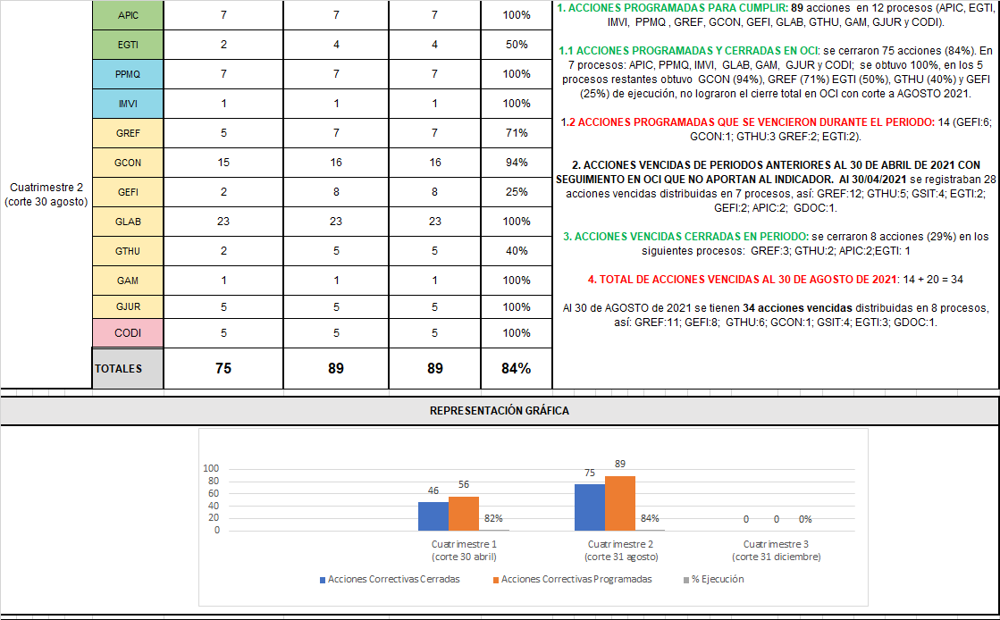 APIC 7 7 7 100%
EGTI 2 4 4 50%
PPMQ 7 7 7 100%
IMVI 1 1 1 100%
GREF 5 7 7 71%
GCON 15 16 16 94%
Cuatrimestre 2
(corte 30 agosto)
GEFI 2 8 8 25%
GLAB 23 23 23 100%
GTHU 2 5 5 40%
GAM 1 1 1 100%
GJUR 5 5 5 100%
CODI 5 5 5 100%
TOTALES 75 89 89 84%
1. ACCIONES PROGRAMADAS PARA CUMPLIR: 89 acciones en 12 procesos (APIC, EGTI,
IMVI, PPMQ , GREF, GCON, GEFI, GLAB, GTHU, GAM, GJUR y CODI).
1.1 ACCIONES PROGRAMADAS Y CERRADAS EN OCI: se cerraron 75 acciones (84%). En
7 procesos: APIC, PPMQ, IMVI, GLAB, GAM, GJUR y CODI; se obtuvo 100%, en los 5
procesos restantes obtuvo GCON (94%), GREF (71%) EGTI (50%), GTHU (40%) y GEFI
(25%) de ejecución, no lograron el cierre total en OCI con corte a AGOSTO 2021.
1.2 ACCIONES PROGRAMADAS QUE SE VENCIERON DURANTE EL PERIODO: 14 (GEFI:6;
GCON:1; GTHU:3 GREF:2; EGTI:2).
2. ACCIONES VENCIDAS DE PERIODOS ANTERIORES AL 30 DE ABRIL DE 2021 CON
SEGUIMIENTO EN OCI QUE NO APORTAN AL INDICADOR. Al 30/04/2021 se registraban 28
acciones vencidas distribuidas en 7 procesos, así: GREF:12; GTHU:5; GSIT:4; EGTI:2;
GEFI:2; APIC:2; GDOC:1.
3. ACCIONES VENCIDAS CERRADAS EN PERIODO: se cerraron 8 acciones (29%) en los
siguientes procesos: GREF:3; GTHU:2; APIC:2;EGTI: 1
4. TOTAL DE ACCIONES VENCIDAS AL 30 DE AGOSTO DE 2021: 14 + 20 = 34
Al 30 de AGOSTO de 2021 se tienen 34 acciones vencidas distribuidas en 8 procesos,
así: GREF:11; GEFI:8; GTHU:6; GCON:1; GSIT:4; EGTI:3; GDOC:1.
REPRESENTACIÓN GRÁFICA
100
80
60
40
20
0
46 56 82%
75 89 84%
0 0 0%
Cuatrimestre 1
(corte 30 abril)
Cuatrimestre 2
(corte 31 agosto)
Cuatrimestre 3
(corte 31 diciembre)
Acciones Correctivas Cerradas Acciones Correctivas Programadas % Ejecución